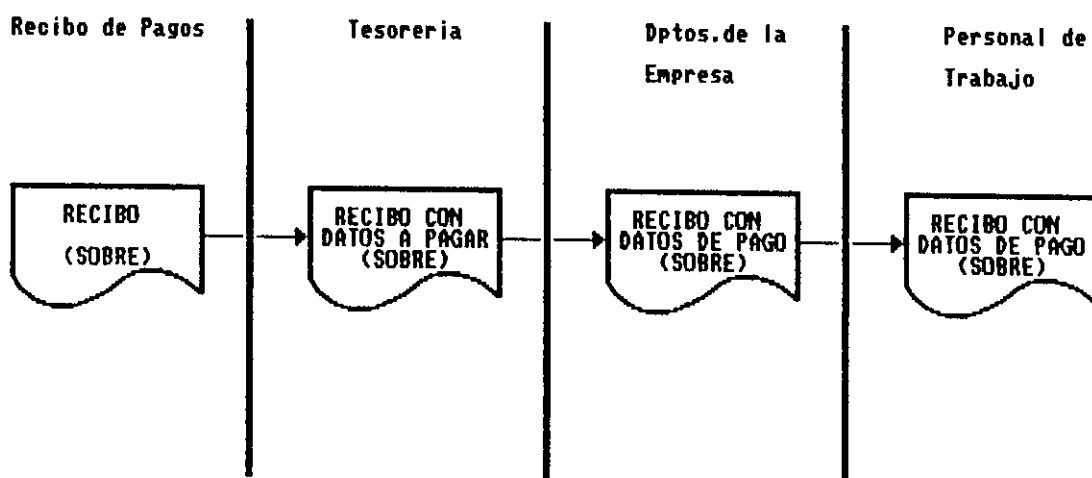 Recibo de Pagos
Tesoreria
Dptos.de la
Empresa
Personal de
Trabajo
RECIBO
(SOBRE)
RECIBO CON
DATOS A PAGAR
(SOBRE)
RECIBO CON
DATOS DE PAGO
(SOBRE)
RECIBO CON
DATOS DE PAGO
(SOBRE)